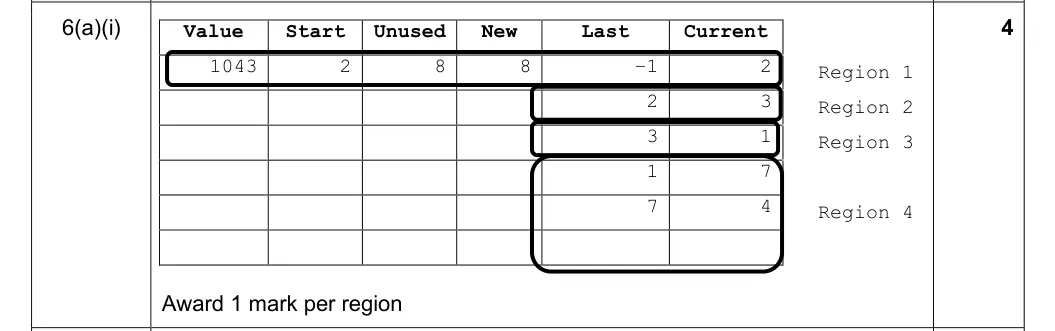 6(a)(i) Value Start Unused New Last Current 4
1043 2 8 8 -1 2 Region 1
2 3 Region 2
3 1 Region 3
1 7
7 4 Region 4
Award 1 mark per region